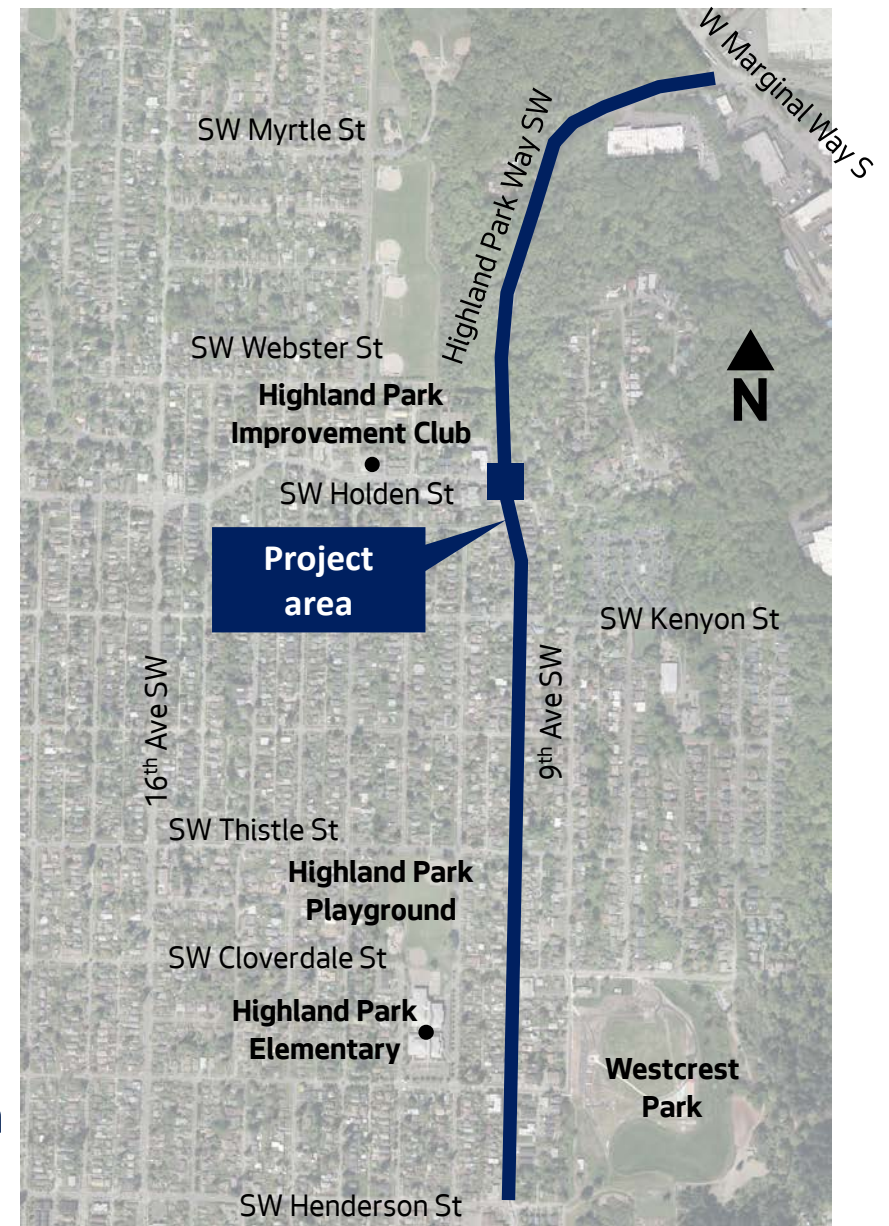 W Marginal Way S
SW Myrtle St
Highland Park Way SW
SW Webster St
N
Highland Park
Improvement Club
SW Holden St
Project
area
SW Kenyon St
16th Ave SW
9th Ave SW
SW Thistle St
Highland Park
Playground
SW Cloverdale St
Highland Park
Elementary
Westcrest
Park
SW Henderson St